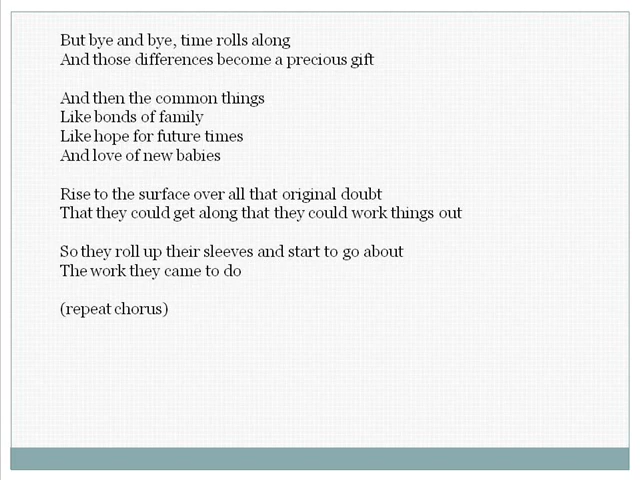 But bye and bye, time rolls along
And those differences become a precious gift
And then the common things
Like bonds of family
Like hope for future times
And love of new babies
Rise to the surface over all that original doubt
That they could get along that they could work things out
So they roll up their sleeves and start to go about
The work they came to do
(repeat chorus)